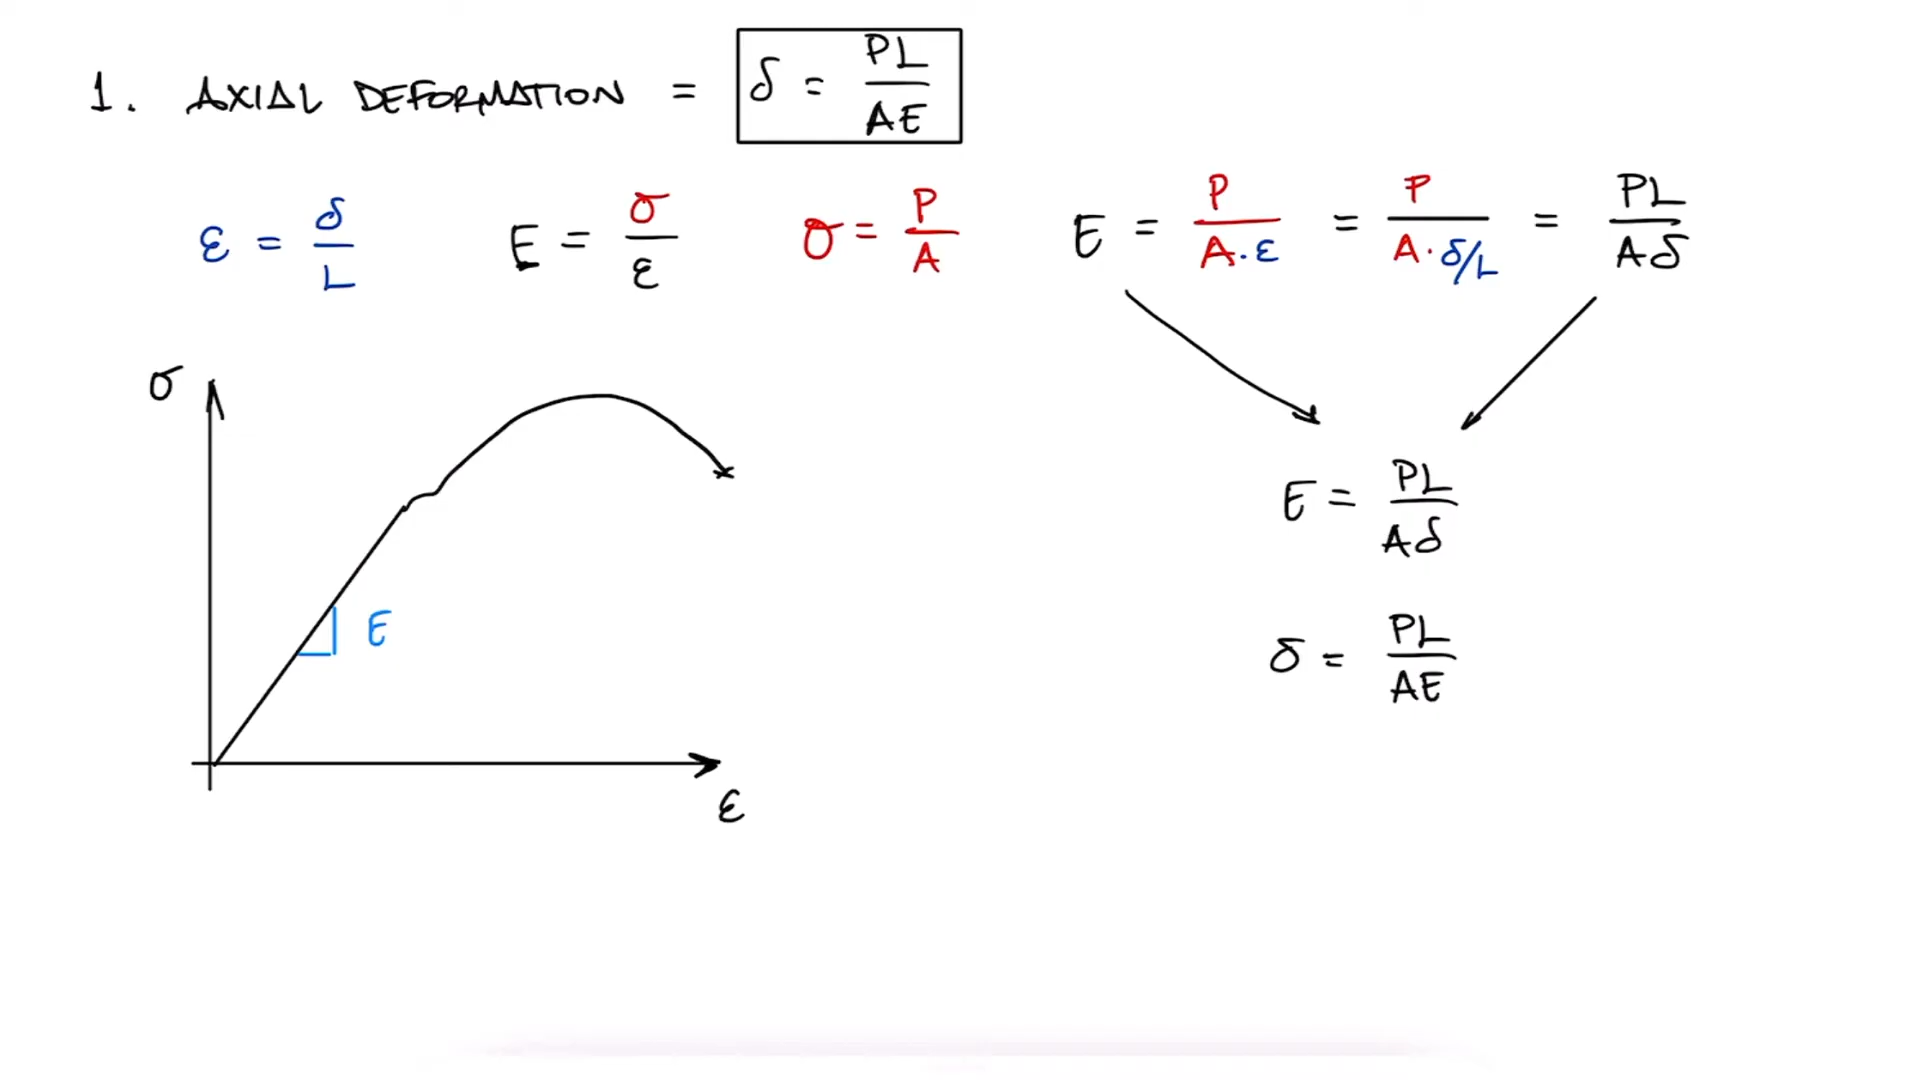 1. AXIAL DEFORMATION = δ = PL/AE
ε = δ/L
E = σ/ε
σ = P/A
E = P/(A·ε) = P/(A·δ/L) = PL/(Aδ)
σ
E
ε
E = PL/(Aδ)
δ = PL/(AE)